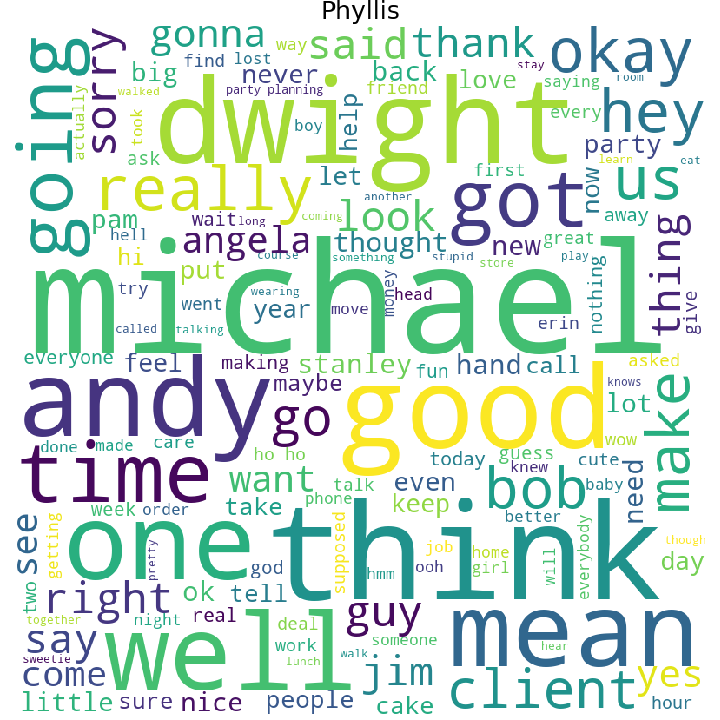 Phyllis
gonna way said thank okay
going sorry big find lost never back stay love saying room
actually walked party planning friend hey
took dwight help every
boy party
ask really let look first got learn eat now us
pam wait long another away
hell angela coming thought new great thing
hi put course something stupid play
try wearing michael store nothing give
went year move money head erin
called talking
everyone feel making stanley fun hand call asked
andy maybe good knows
go lot make
done made care ho ho guess wow
time want talk today knew cute bob need
week order take phone even keep better baby
see one think though
getting pretty supposed job home day
two right ok god hmm ooh girl will everybody
together night real tell guy
say sweetie well deal work someone mean hear
come lunch walk jim yes
little sure nice people cake client hour